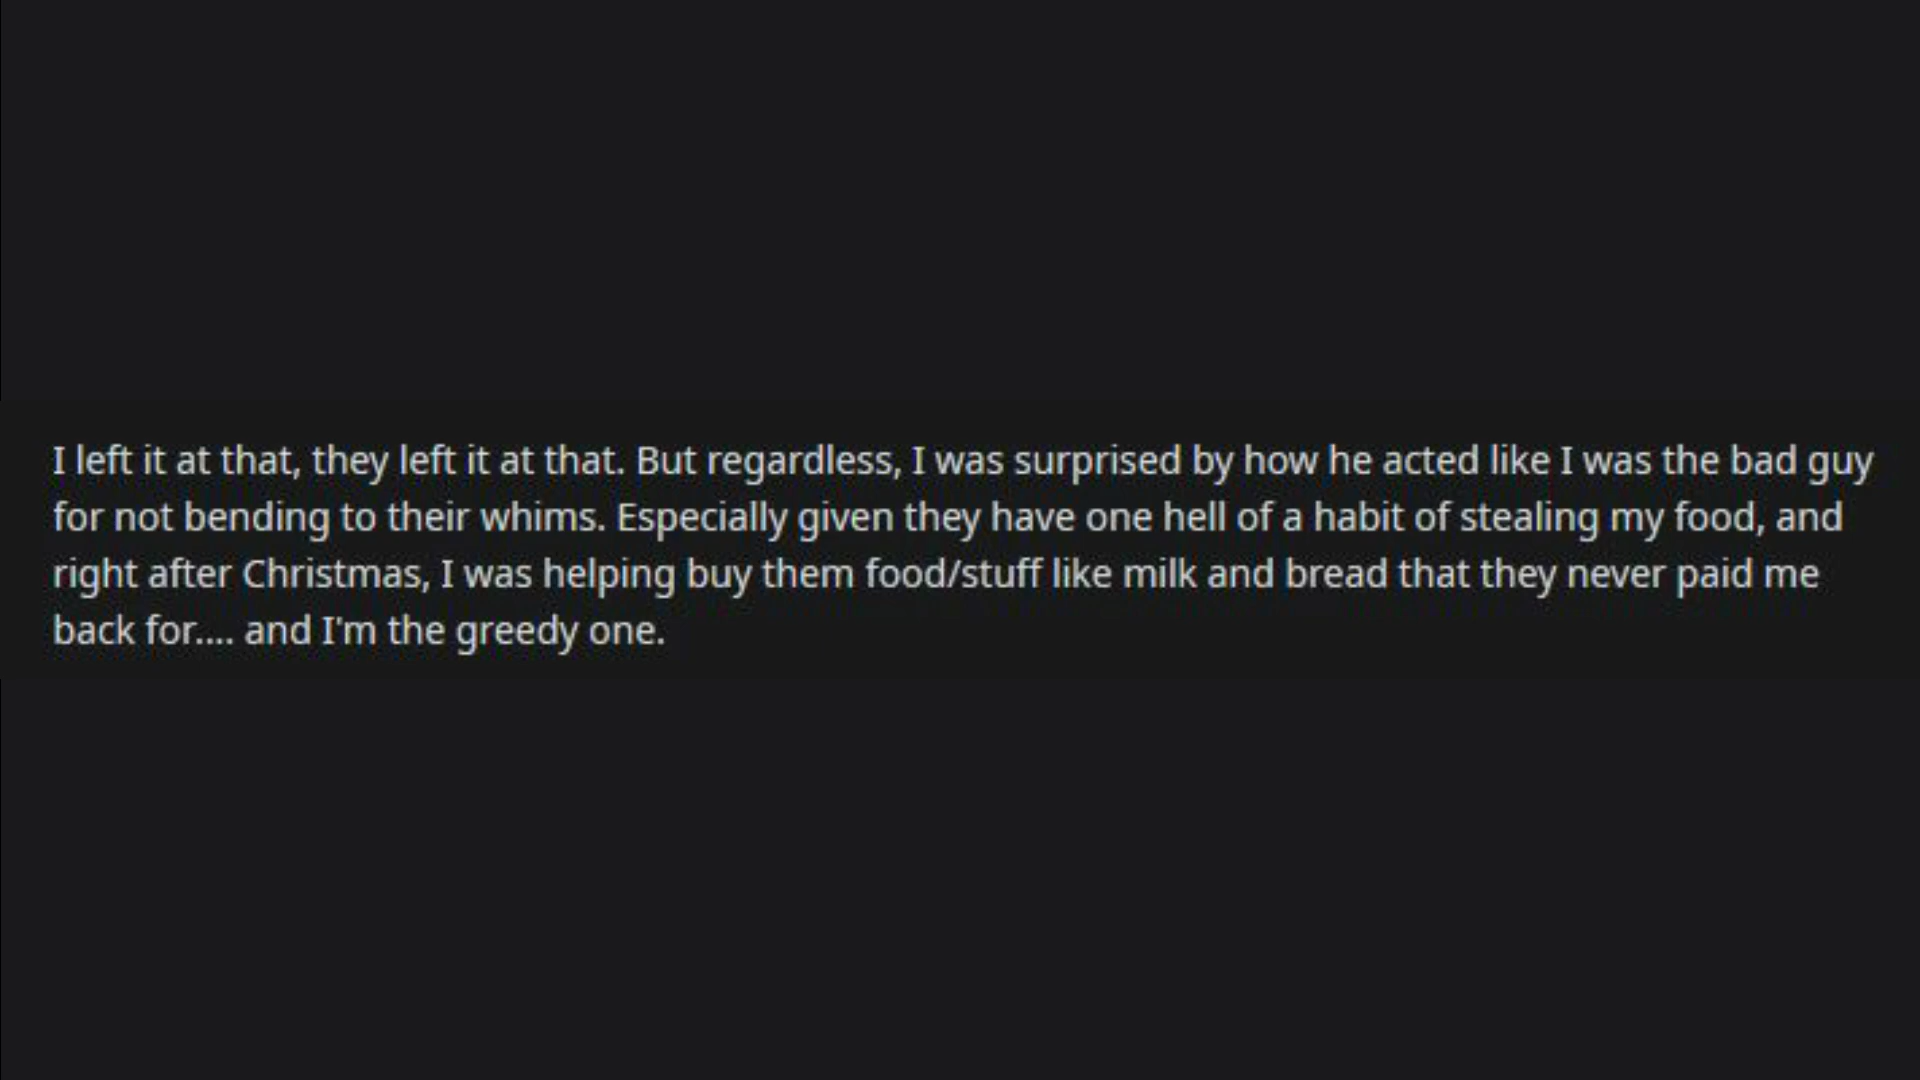 I left it at that, they left it at that. But regardless, I was surprised by how he acted like I was the bad guy
for not bending to their whims. Especially given they have one hell of a habit of stealing my food, and
right after Christmas, I was helping buy them food/stuff like milk and bread that they never paid me
back for.... and I'm the greedy one.